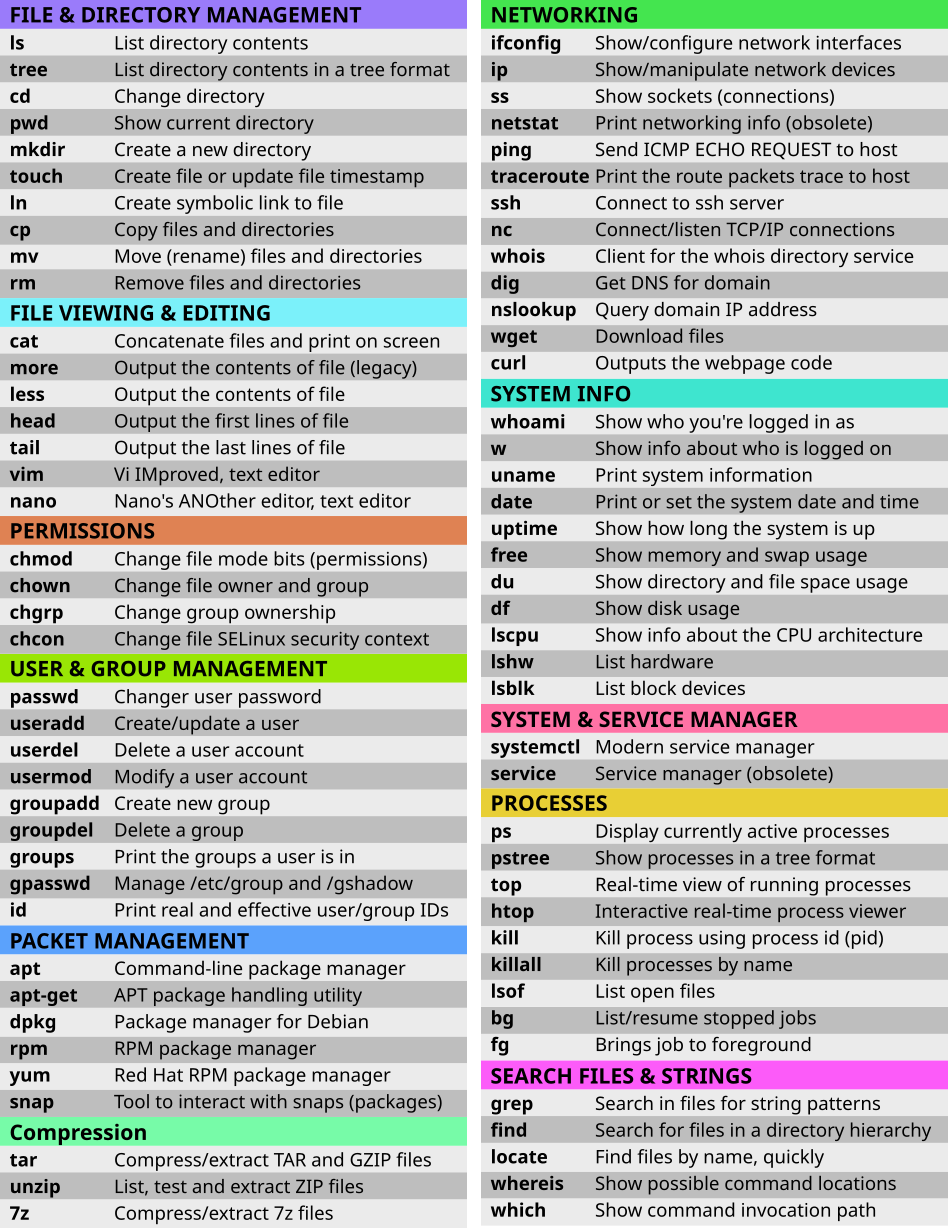 FILE & DIRECTORY MANAGEMENT
ls List directory contents
tree List directory contents in a tree format
cd Change directory
pwd Show current directory
mkdir Create a new directory
touch Create file or update file timestamp
ln Create symbolic link to file
cp Copy files and directories
mv Move (rename) files and directories
rm Remove files and directories
FILE VIEWING & EDITING
cat Concatenate files and print on screen
more Output the contents of file (legacy)
less Output the contents of file
head Output the first lines of file
tail Output the last lines of file
vim Vi IMproved, text editor
nano Nano's ANOther editor, text editor
PERMISSIONS
chmod Change file mode bits (permissions)
chown Change file owner and group
chgrp Change group ownership
chcon Change file SELinux security context
USER & GROUP MANAGEMENT
passwd Changer user password
useradd Create/update a user
userdel Delete a user account
usermod Modify a user account
groupadd Create new group
groupdel Delete a group
groups Print the groups a user is in
gpasswd Manage /etc/group and /gshadow
id Print real and effective user/group IDs
PACKET MANAGEMENT
apt Command-line package manager
apt-get APT package handling utility
dpkg Package manager for Debian
rpm RPM package manager
yum Red Hat RPM package manager
snap Tool to interact with snaps (packages)
Compression
tar Compress/extract TAR and GZIP files
unzip List, test and extract ZIP files
7z Compress/extract 7z files
NETWORKING
ifconfig Show/configure network interfaces
ip Show/manipulate network devices
ss Show sockets (connections)
netstat Print networking info (obsolete)
ping Send ICMP ECHO REQUEST to host
traceroute Print the route packets trace to host
ssh Connect to ssh server
nc Connect/listen TCP/IP connections
whois Client for the whois directory service
dig Get DNS for domain
nslookup Query domain IP address
wget Download files
curl Outputs the webpage code
SYSTEM INFO
whoami Show who you're logged in as
w Show info about who is logged on
uname Print system information
date Print or set the system date and time
uptime Show how long the system is up
free Show memory and swap usage
du Show directory and file space usage
df Show disk usage
lscpu Show info about the CPU architecture
lshw List hardware
lsblk List block devices
SYSTEM & SERVICE MANAGER
systemctl Modern service manager
service Service manager (obsolete)
PROCESSES
ps Display currently active processes
pstree Show processes in a tree format
top Real-time view of running processes
htop Interactive real-time process viewer
kill Kill process using process id (pid)
killall Kill processes by name
lsof List open files
bg List/resume stopped jobs
fg Brings job to foreground
SEARCH FILES & STRINGS
grep Search in files for string patterns
find Search for files in a directory hierarchy
locate Find files by name, quickly
whereis Show possible command locations
which Show command invocation path